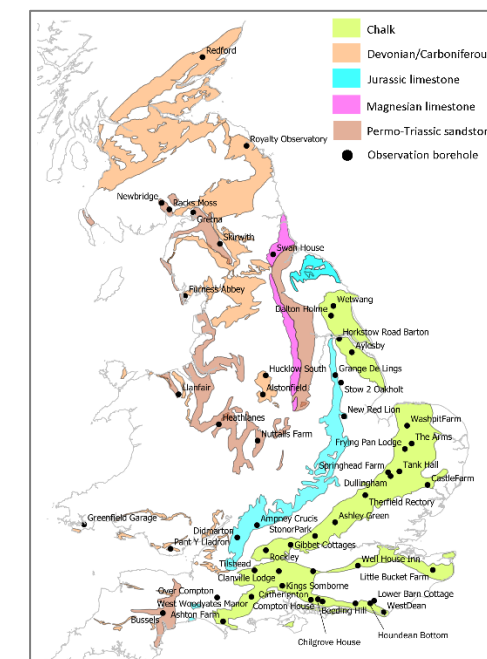 Redford
Chalk
Devonian/Carboniferou
Jurassic limestone
Magnesian limestone
Permo-Triassic sandston
Observation borehole
Royalty Observatory
Newbridge
Racks Moss
Gretna
Skirwith
Swan House
Furness Abbey
Wetwang
Dalton Holme
Horkstow Road Barton
Aylesby
Hucklow South
Grange De Lings
Llanfair
Alstonfield
Stow 2 Oakholt
New Red Lion
Heathlanes
WashpitFarm
Nuttalls Farm
The Arms
Frying Pan Lodge
Springhead Farm
Tank Hall
Dullingham
CastleFarm
Therfield Rectory
Greenfield Garage
Ampney Crucis
Ashley Green
Didmarton
StonorPark
Pant Y Lladron
Gibbet Cottages
Rockley
Well House Inn
Tilshead
Clanville Lodge
Little Bucket Farm
Over Compton
Kings Somborne
West Woodyates Manor
Catherington
Lower Barn Cottage
Ashton Farm
Compton House
WestDean
Bussels
Houndean Bottom
Chilgrove House